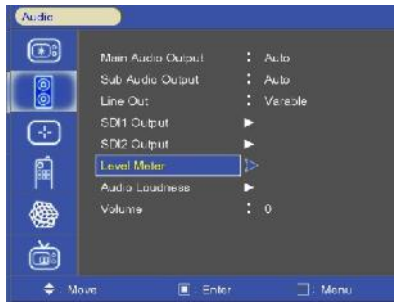 Audio
Main Audio Output : Auto
Sub Audio Output : Auto
Line Out : Varable
SDI1 Output
SDI2 Output
Level Meter
Audio Loudness
Volume : 0
: Move : Enter : Menu